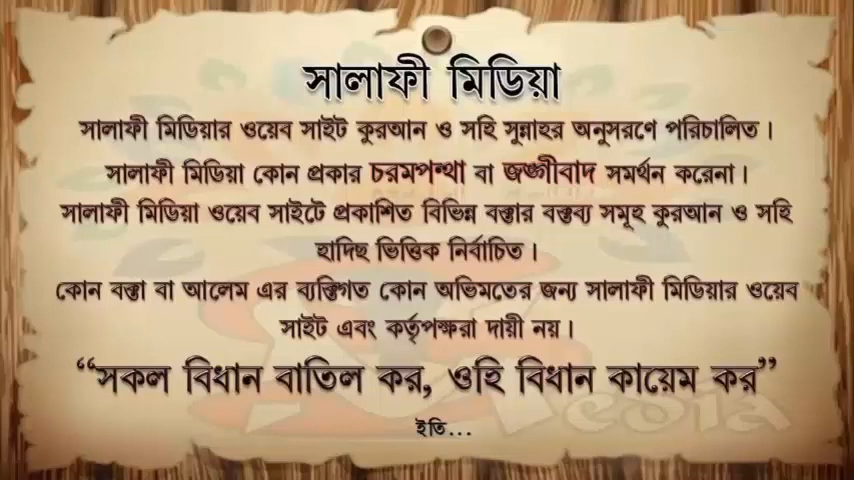 সালাফী মিডিয়া
সালাফী মিডিয়ার ওয়েব সাইট কুরআন ও সহি সুন্নাহর অনুসরণে পরিচালিত।
সালাফী মিডিয়া কোন প্রকার চরমপন্থা বা জঙ্গীবাদ সমর্থন করেনা।
সালাফী মিডিয়া ওয়েব সাইটে প্রকাশিত বিভিন্ন বক্তার বক্তব্য সমূহ কুরআন ও সহি
হাদিছ ভিত্তিক নির্বাচিত।
কোন বক্তা বা আলেম এর ব্যক্তিগত কোন অভিমতের জন্য সালাফী মিডিয়ার ওয়েব
সাইট এবং কর্তৃপক্ষরা দায়ী নয়।
“সকল বিধান বাতিল কর, ওহি বিধান কায়েম কর”
ইতি...